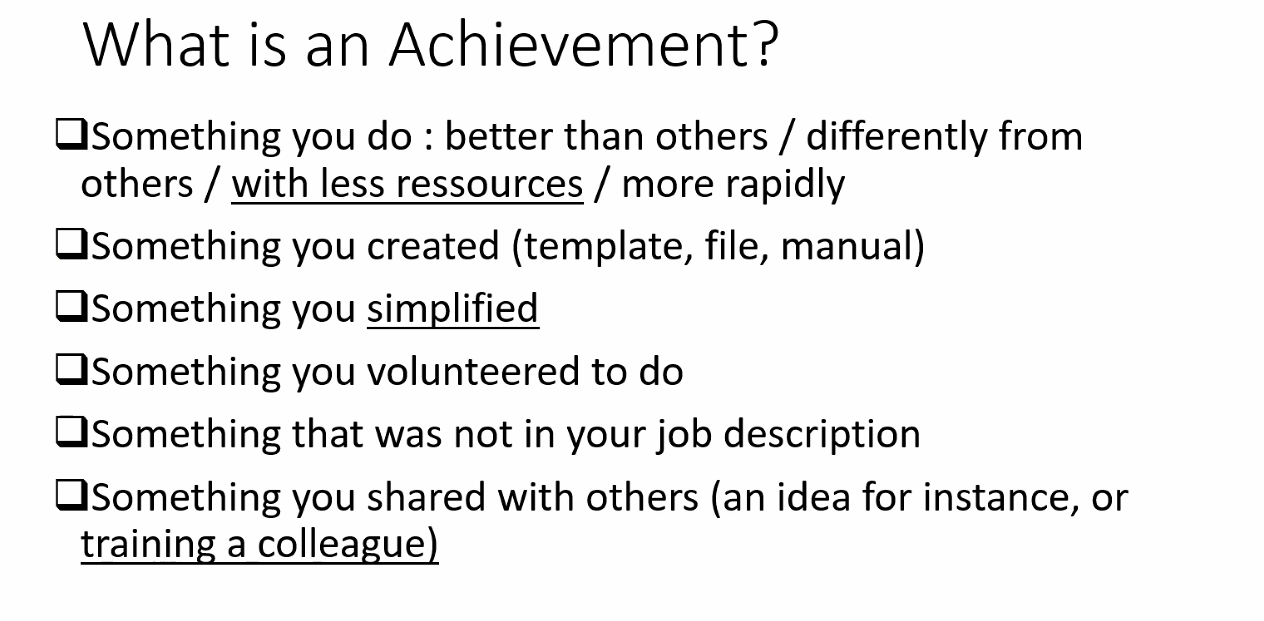 What is an Achievement?
❑Something you do : better than others / differently from
others / with less ressources / more rapidly
❑Something you created (template, file, manual)
❑Something you simplified
❑Something you volunteered to do
❑Something that was not in your job description
❑Something you shared with others (an idea for instance, or
training a colleague)